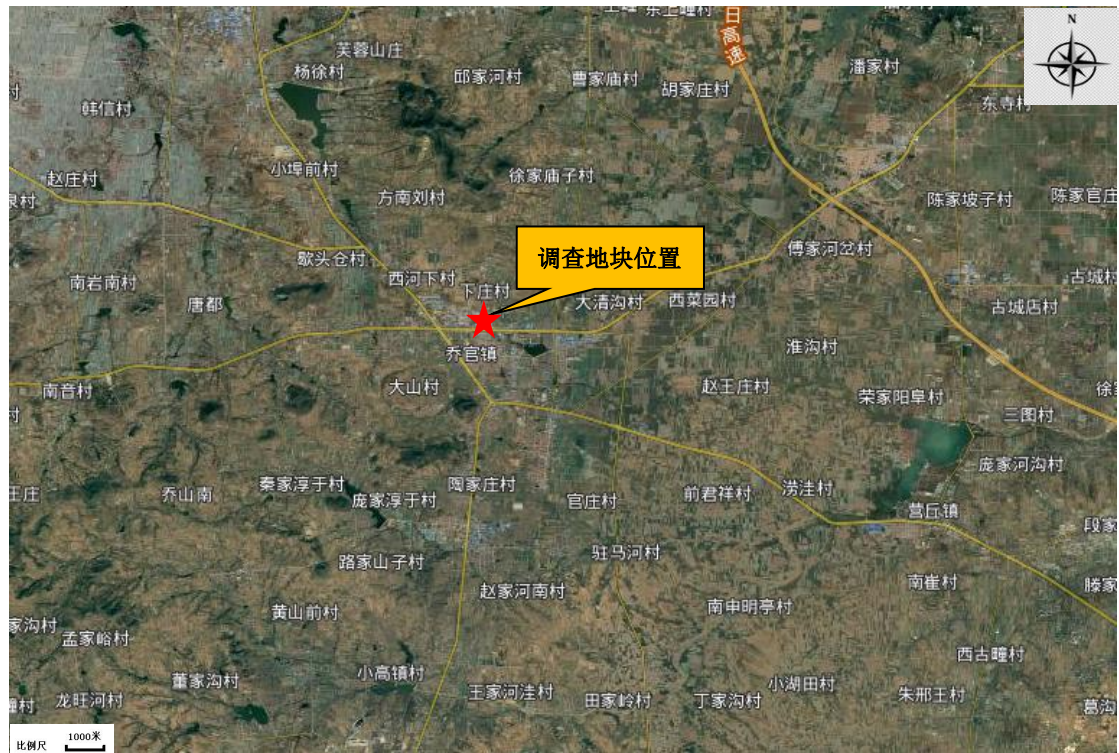 芙蓉山庄
杨徐村
邱家河村
曹家庙村
胡家庄村
日高速
潘家村
N
韩信村
东寺村
赵庄村
小埠前村
徐家庙子村
方南刘村
陈家坡子村
陈家官庄
歇头仓村
西河下村
下庄村
调查地块位置
傅家河岔村
南岩南村
唐都
大清沟村
西菜园村
古城村
古城店村
乔官镇
淮沟村
南音村
大山村
赵王庄村
荣家阳阜村
三图村
乔山南
秦家淳于村
庞家淳于村
陶家庄村
官庄村
前君祥村
涝洼村
庞家河沟村
营丘镇
驻马河村
路家山子村
赵家河南村
南申明亭村
南崔村
黄山前村
孟家峪村
西古疃村
董家沟村
小高镇村
王家河洼村
田家岭村
丁家沟村
小湖田村
朱邢王村
龙旺河村
比例尺 1000米